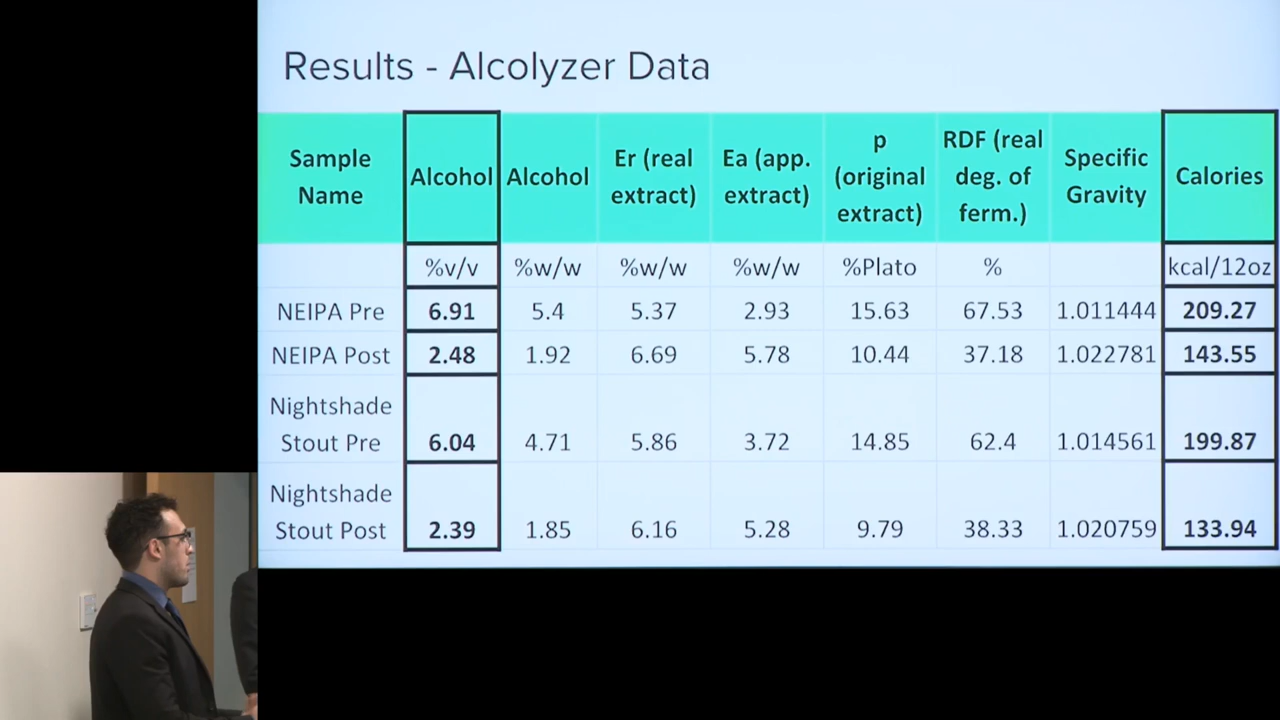 Results - Alcolyzer Data
Sample Name Alcohol Alcohol Er (real extract) Ea (app. extract) p (original extract) RDF (real deg. of ferm.) Specific Gravity Calories
%v/v %w/w %w/w %w/w %Plato % kcal/12oz
NEIPA Pre 6.91 5.4 5.37 2.93 15.63 67.53 1.011444 209.27
NEIPA Post 2.48 1.92 6.69 5.78 10.44 37.18 1.022781 143.55
Nightshade Stout Pre 6.04 4.71 5.86 3.72 14.85 62.4 1.014561 199.87
Nightshade Stout Post 2.39 1.85 6.16 5.28 9.79 38.33 1.020759 133.94